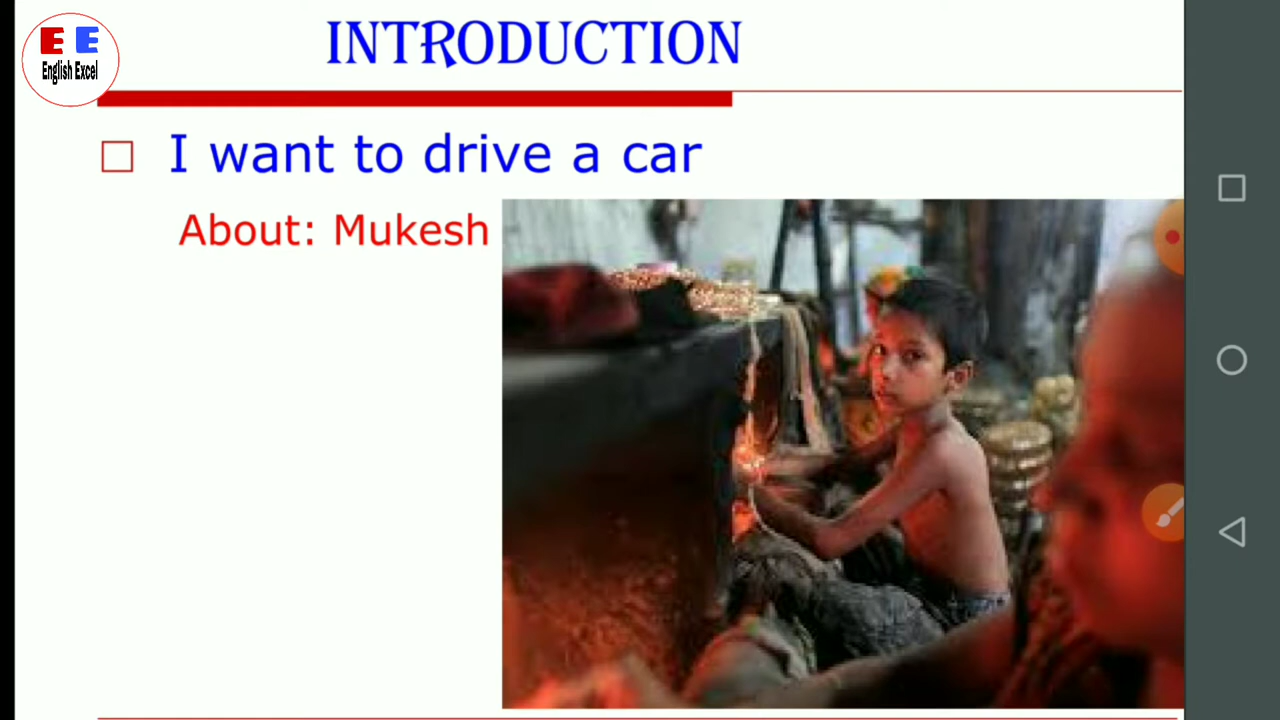 E E
English Excel
INTRODUCTION
I want to drive a car
About: Mukesh